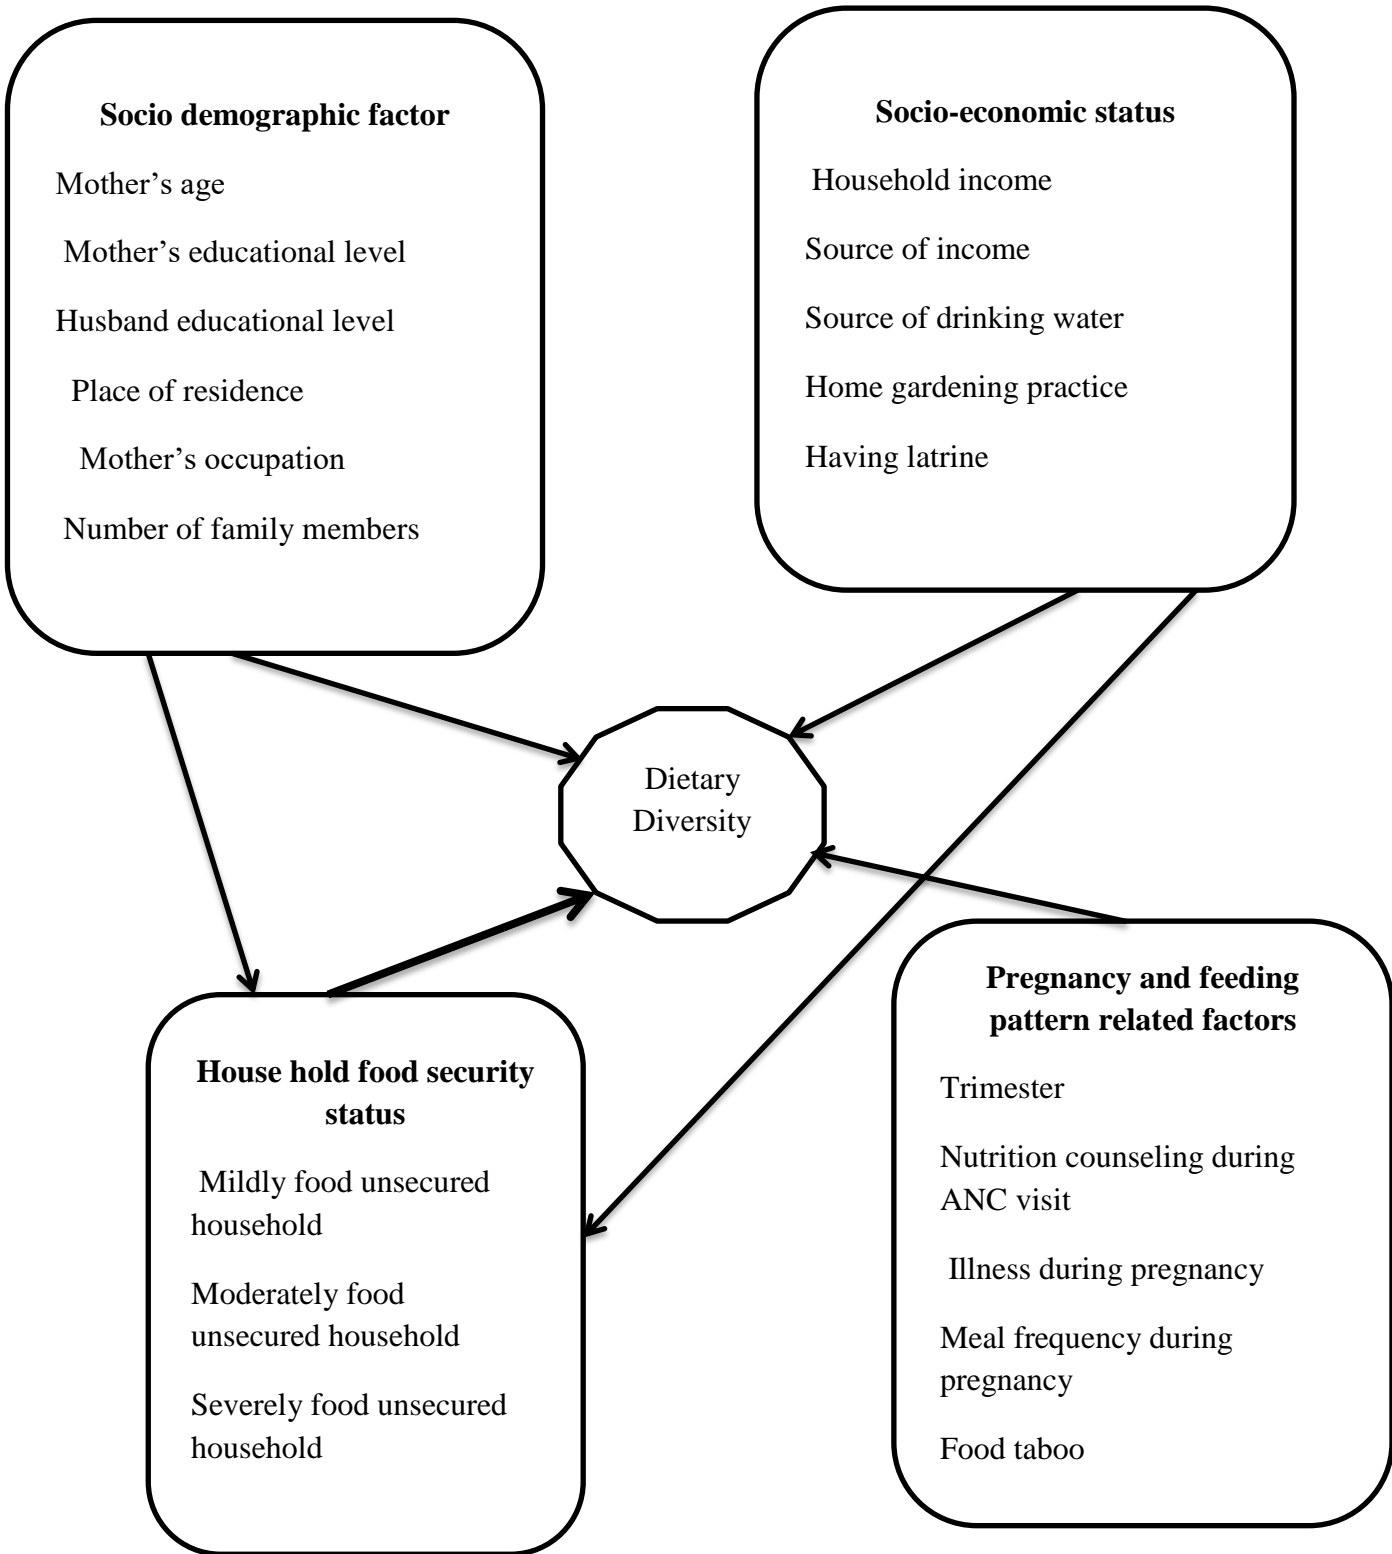 Socio demographic factor
Mother’s age
Mother’s educational level
Husband educational level
Place of residence
Mother’s occupation
Number of family members
Socio-economic status
Household income
Source of income
Source of drinking water
Home gardening practice
Having latrine
Dietary
Diversity
House hold food security
status
Mildly food unsecured
household
Moderately food
unsecured household
Severely food unsecured
household
Pregnancy and feeding
pattern related factors
Trimester
Nutrition counseling during
ANC visit
Illness during pregnancy
Meal frequency during
pregnancy
Food taboo